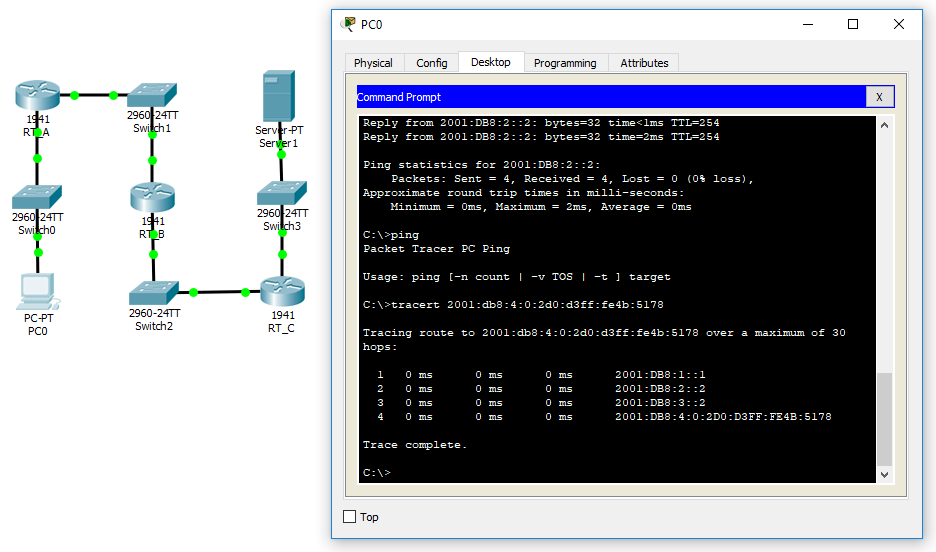 1941
RT_A
2960-24TT
Switch1
Server-PT
Server1
2960-24TT
Switch0
1941
RT_B
2960-24TT
Switch3
PC-PT
PC0
2960-24TT
Switch2
1941
RT_C
PC0
Physical Config Desktop Programming Attributes
Command Prompt X
Reply from 2001:DB8:2::2: bytes=32 time<1ms TTL=254
Reply from 2001:DB8:2::2: bytes=32 time=2ms TTL=254
Ping statistics for 2001:DB8:2::2:
Packets: Sent = 4, Received = 4, Lost = 0 (0% loss),
Approximate round trip times in milli-seconds:
Minimum = 0ms, Maximum = 2ms, Average = 0ms
C:\>ping
Packet Tracer PC Ping
Usage: ping [-n count | -v TOS | -t ] target
C:\>tracert 2001:db8:4:0:2d0:d3ff:fe4b:5178
Tracing route to 2001:db8:4:0:2d0:d3ff:fe4b:5178 over a maximum of 30
hops:
1 0 ms 0 ms 0 ms 2001:DB8:1::1
2 0 ms 0 ms 0 ms 2001:DB8:2::2
3 0 ms 0 ms 0 ms 2001:DB8:3::2
4 0 ms 0 ms 0 ms 2001:DB8:4:0:2D0:D3FF:FE4B:5178
Trace complete.
C:\>
Top